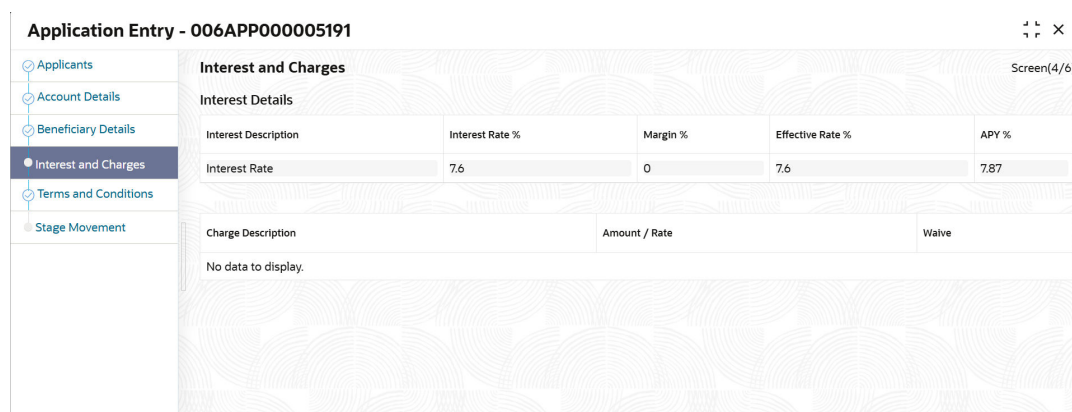 Application Entry - 006APP000005191
Applicants
Account Details
Beneficiary Details
Interest and Charges
Terms and Conditions
Stage Movement
Interest and Charges
Screen(4/6
Interest Details
Interest Description Interest Rate % Margin % Effective Rate % APY %
Interest Rate 7.6 0 7.6 7.87
Charge Description Amount / Rate Waive
No data to display.